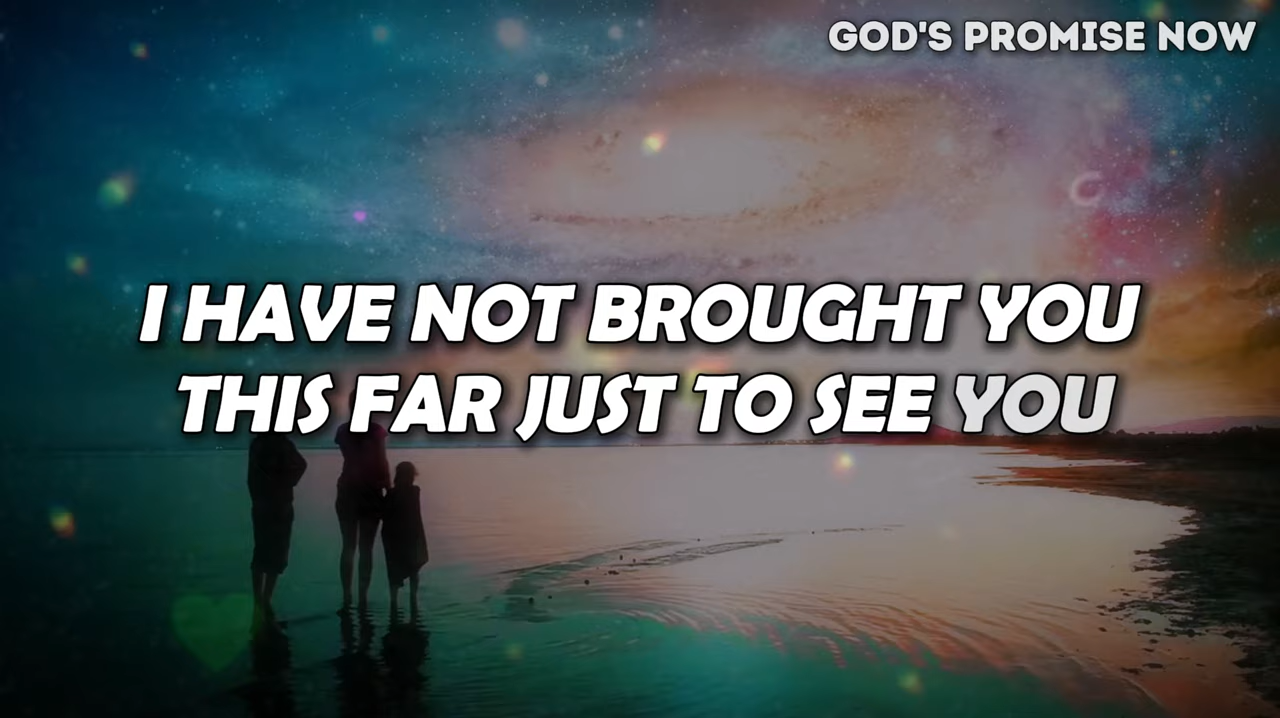 GOD'S PROMISE NOW
I HAVE NOT BROUGHT YOU
THIS FAR JUST TO SEE YOU